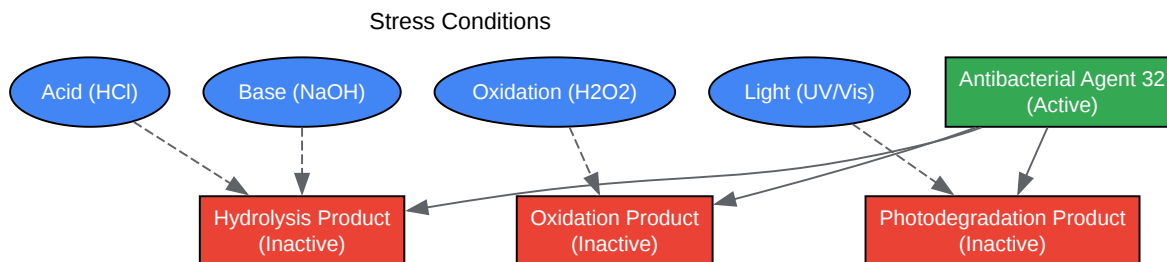 Stress Conditions
Acid (HCl)
Base (NaOH)
Oxidation (H2O2)
Light (UV/Vis)
Antibacterial Agent 32
(Active)
Hydrolysis Product
(Inactive)
Oxidation Product
(Inactive)
Photodegradation Product
(Inactive)